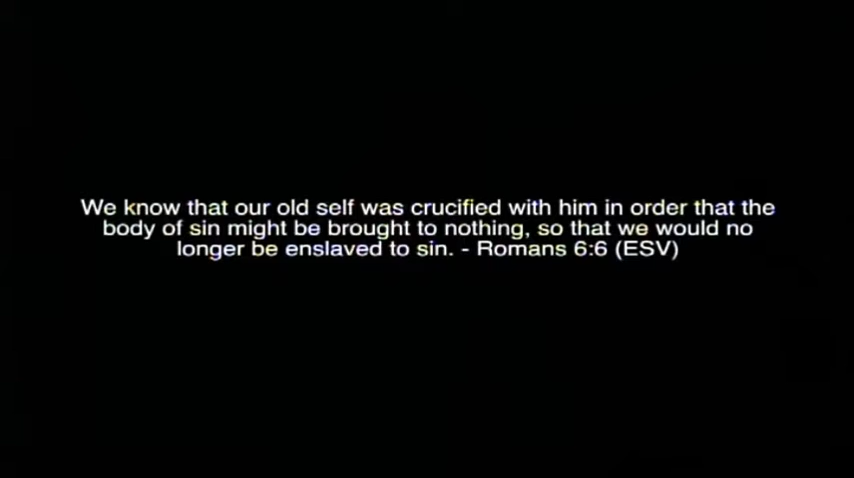 We know that our old self was crucified with him in order that the
body of sin might be brought to nothing, so that we would no
longer be enslaved to sin. - Romans 6:6 (ESV)